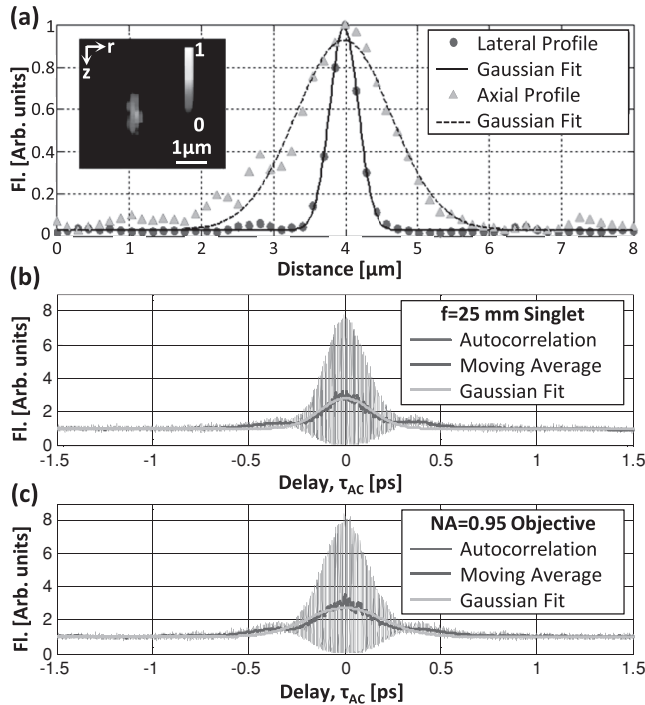 (a)
1
0.8
0.6
0.4
0.2
0
Fl. [Arb. units]
r
z
1
0
1μm
Lateral Profile
Gaussian Fit
Axial Profile
Gaussian Fit
0 1 2 3 4 5 6 7 8
Distance [μm]
(b)
8
6
4
2
0
Fl. [Arb. units]
f=25 mm Singlet
Autocorrelation
Moving Average
Gaussian Fit
-1.5 -1 -0.5 0 0.5 1 1.5
Delay, τAC [ps]
(c)
8
6
4
2
0
Fl. [Arb. units]
NA=0.95 Objective
Autocorrelation
Moving Average
Gaussian Fit
-1.5 -1 -0.5 0 0.5 1 1.5
Delay, τAC [ps]